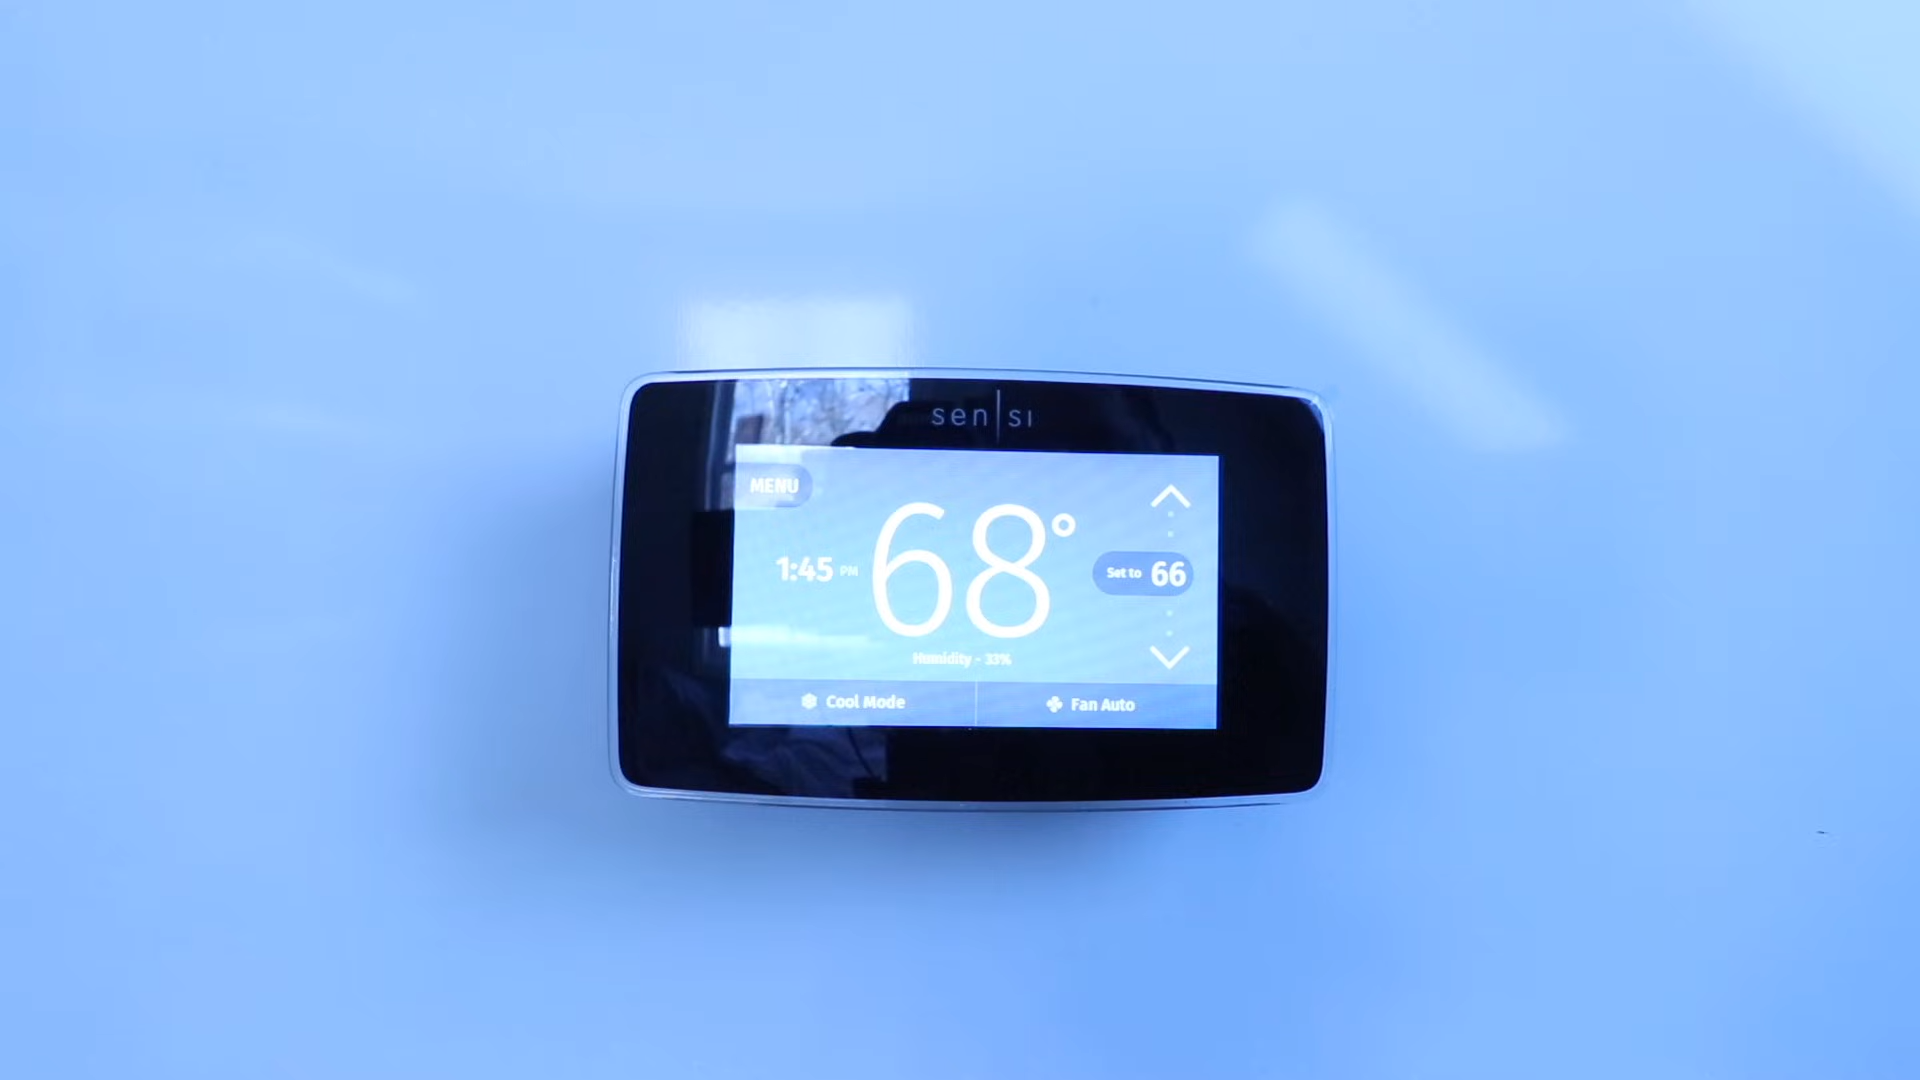 sen|si
MENU
68°
1:45 PM
Set to 66
Humidity - 33%
Cool Mode
Fan Auto